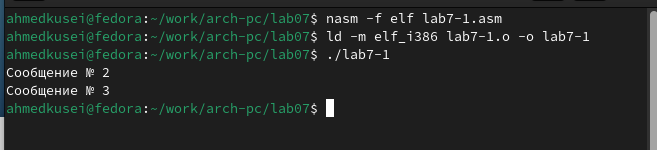 ahmedkusei@fedora:~/work/arch-pc/lab07$ nasm -f elf lab7-1.asm
ahmedkusei@fedora:~/work/arch-pc/lab07$ ld -m elf_i386 lab7-1.o -o lab7-1
ahmedkusei@fedora:~/work/arch-pc/lab07$ ./lab7-1
Сообщение № 2
Сообщение № 3
ahmedkusei@fedora:~/work/arch-pc/lab07$